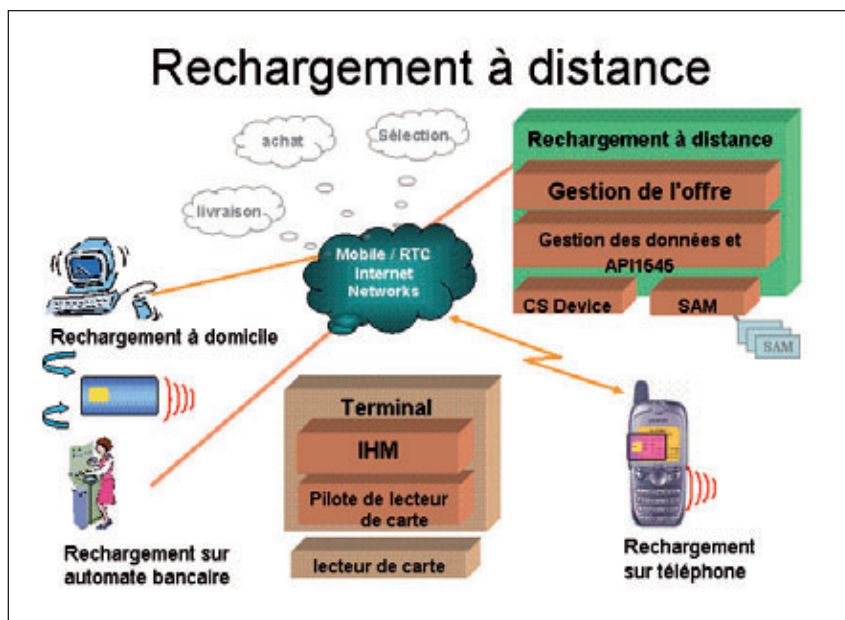 Rechargement à distance
achat
Sélection
livraison
Mobile / RTC
Internet
Networks
Rechargement à distance
Gestion de l'offre
Gestion des données et
API1545
CS Device
SAM
SAM
Rechargement à domicile
Terminal
IHM
Pilote de lecteur
de carte
lecteur de carte
Rechargement sur
automate bancaire
Rechargement
sur téléphone